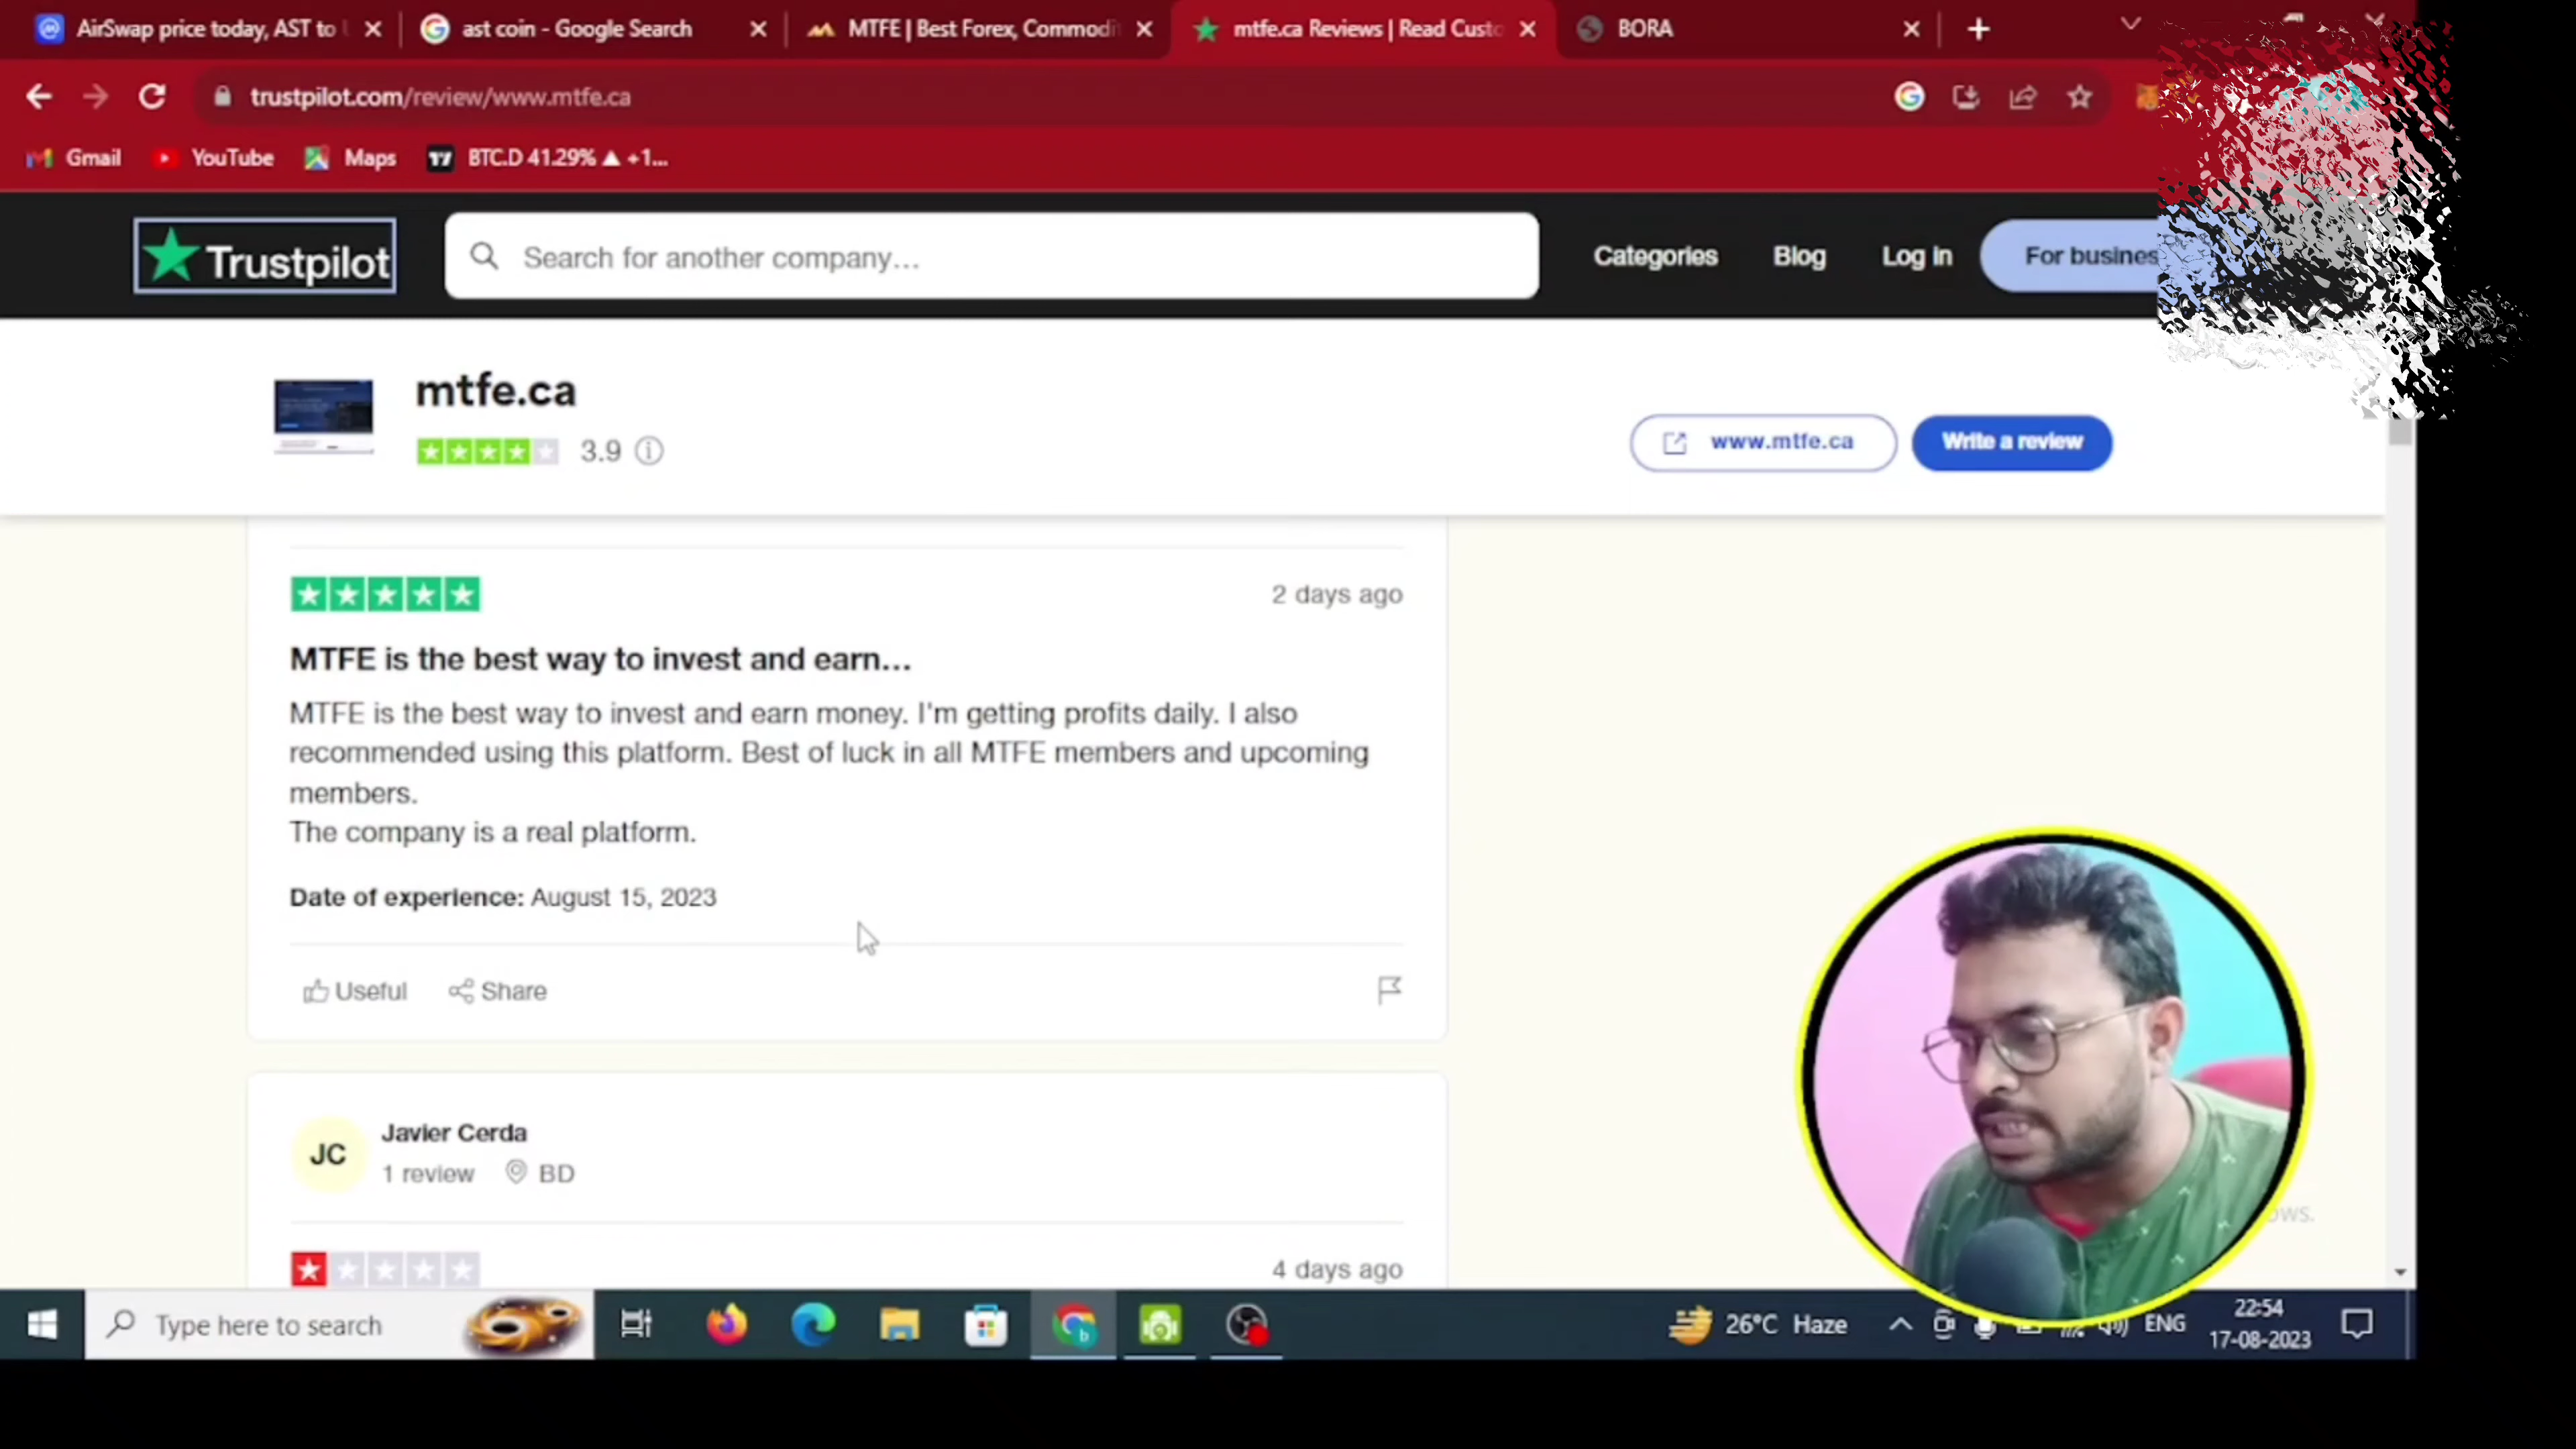 AirSwap price today, AST to
ast coin - Google Search
MTFE | Best Forex, Commodi
mtfe.ca Reviews | Read Custo
BORA
trustpilot.com/review/www.mtfe.ca
Gmail
YouTube
Maps
BTC.D 41.29% ▲ +1...
Trustpilot
Search for another company...
Categories
Blog
Log in
For busines
mtfe.ca
3.9
www.mtfe.ca
Write a review
2 days ago
MTFE is the best way to invest and earn...
MTFE is the best way to invest and earn money. I'm getting profits daily. I also
recommended using this platform. Best of luck in all MTFE members and upcoming
members.
The company is a real platform.
Date of experience: August 15, 2023
Useful
Share
JC
Javier Cerda
1 review
BD
4 days ago
Type here to search
26°C Haze
ENG
22:54
17-08-2023